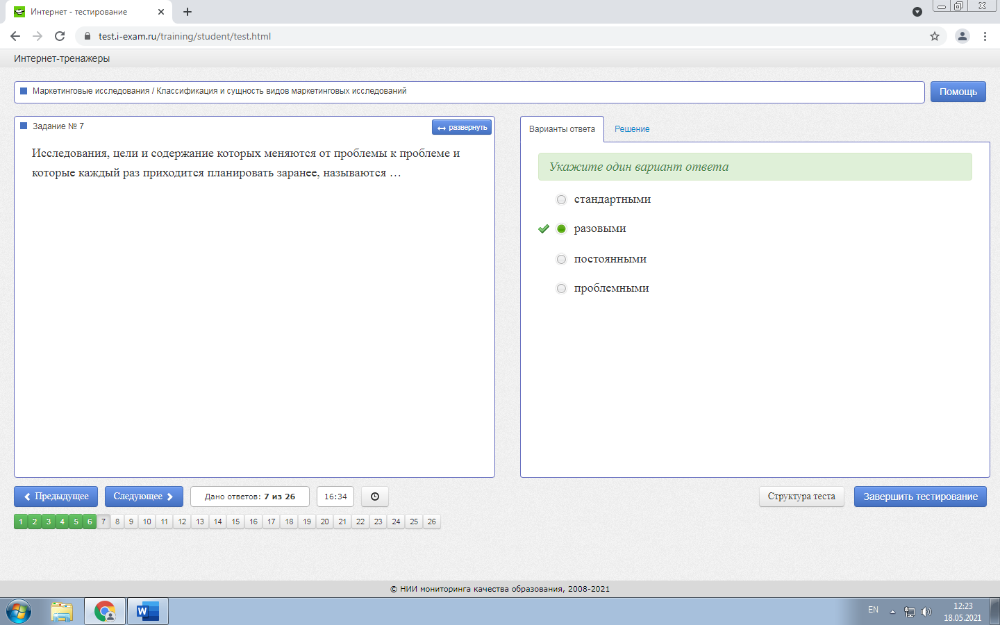 Интернет - тестирование
test.i-exam.ru/training/student/test.html
Интернет-тренажеры
Маркетинговые исследования / Классификация и сущность видов маркетинговых исследований
Помощь
Задание № 7
развернуть
Исследования, цели и содержание которых меняются от проблемы к проблеме и
которые каждый раз приходится планировать заранее, называются …
Варианты ответа
Решение
Укажите один вариант ответа
стандартными
разовыми
постоянными
проблемными
Предыдущее
Следующее
Дано ответов: 7 из 26
16:34
Структура теста
Завершить тестирование
1 2 3 4 5 6 7 8 9 10 11 12 13 14 15 16 17 18 19 20 21 22 23 24 25 26
© НИИ мониторинга качества образования, 2008-2021
EN
12:23
18.05.2021